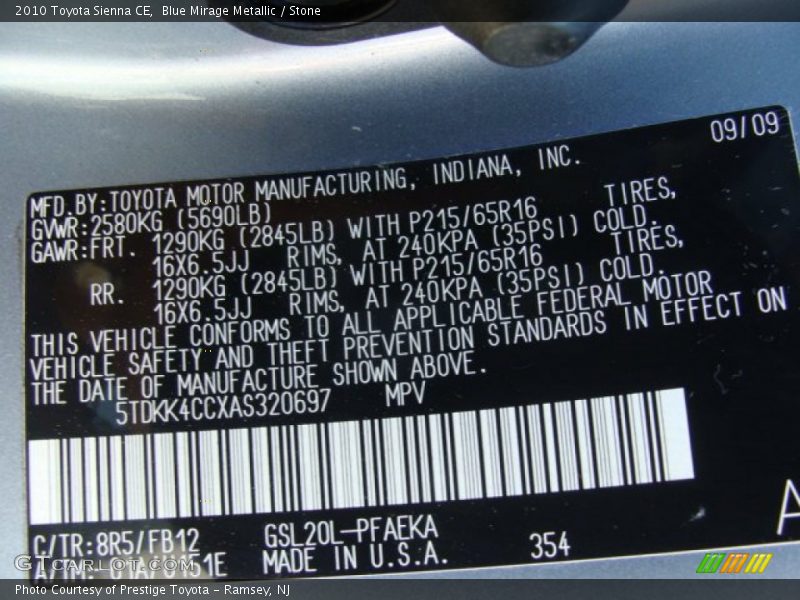 2010 Toyota Sienna CE,  Blue Mirage Metallic / Stone
09/09
MFD.BY:TOYOTA MOTOR MANUFACTURING, INDIANA, INC.
GVWR:2580KG (5690LB)
GAWR:FRT. 1290KG (2845LB) WITH P215/65R16 TIRES,
16X6.5JJ RIMS, AT 240KPA (35PSI) COLD.
RR. 1290KG (2845LB) WITH P215/65R16 TIRES,
16X6.5JJ RIMS, AT 240KPA (35PSI) COLD.
THIS VEHICLE CONFORMS TO ALL APPLICABLE FEDERAL MOTOR
VEHICLE SAFETY AND THEFT PREVENTION STANDARDS IN EFFECT ON
THE DATE OF MANUFACTURE SHOWN ABOVE.
5TDKK4CCXAS320697 MPV
C/TR:8R5/FB12 GSL20L-PFAEKA
A/TM: 01A/U151E MADE IN U.S.A. 354
A
GTcarlot.com
Photo Courtesy of Prestige Toyota - Ramsey, NJ